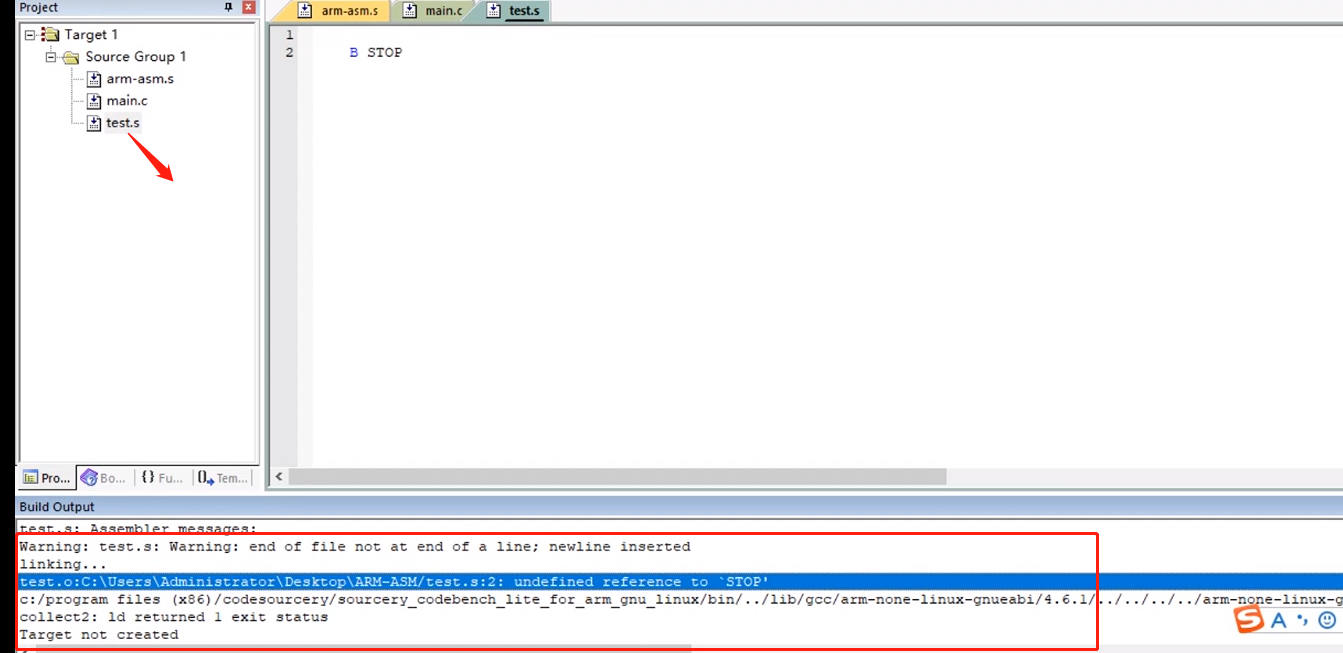 Project
Target 1
Source Group 1
arm-asm.s
main.c
test.s
arm-asm.s
main.c
test.s
1
2 B STOP
Pro...
Bo...
{} Fu...
Tem...
Build Output
test.s: Assembler messages:
Warning: test.s: Warning: end of file not at end of a line; newline inserted
linking...
test.o:C:\Users\Administrator\Desktop\ARM-ASM/test.s:2: undefined reference to `STOP'
c:/program files (x86)/codesourcery/sourcery_codebench_lite_for_arm_gnu_linux/bin/../lib/gcc/arm-none-linux-gnueabi/4.6.1/../../../../arm-none-linux-g
collect2: ld returned 1 exit status
Target not created
S A